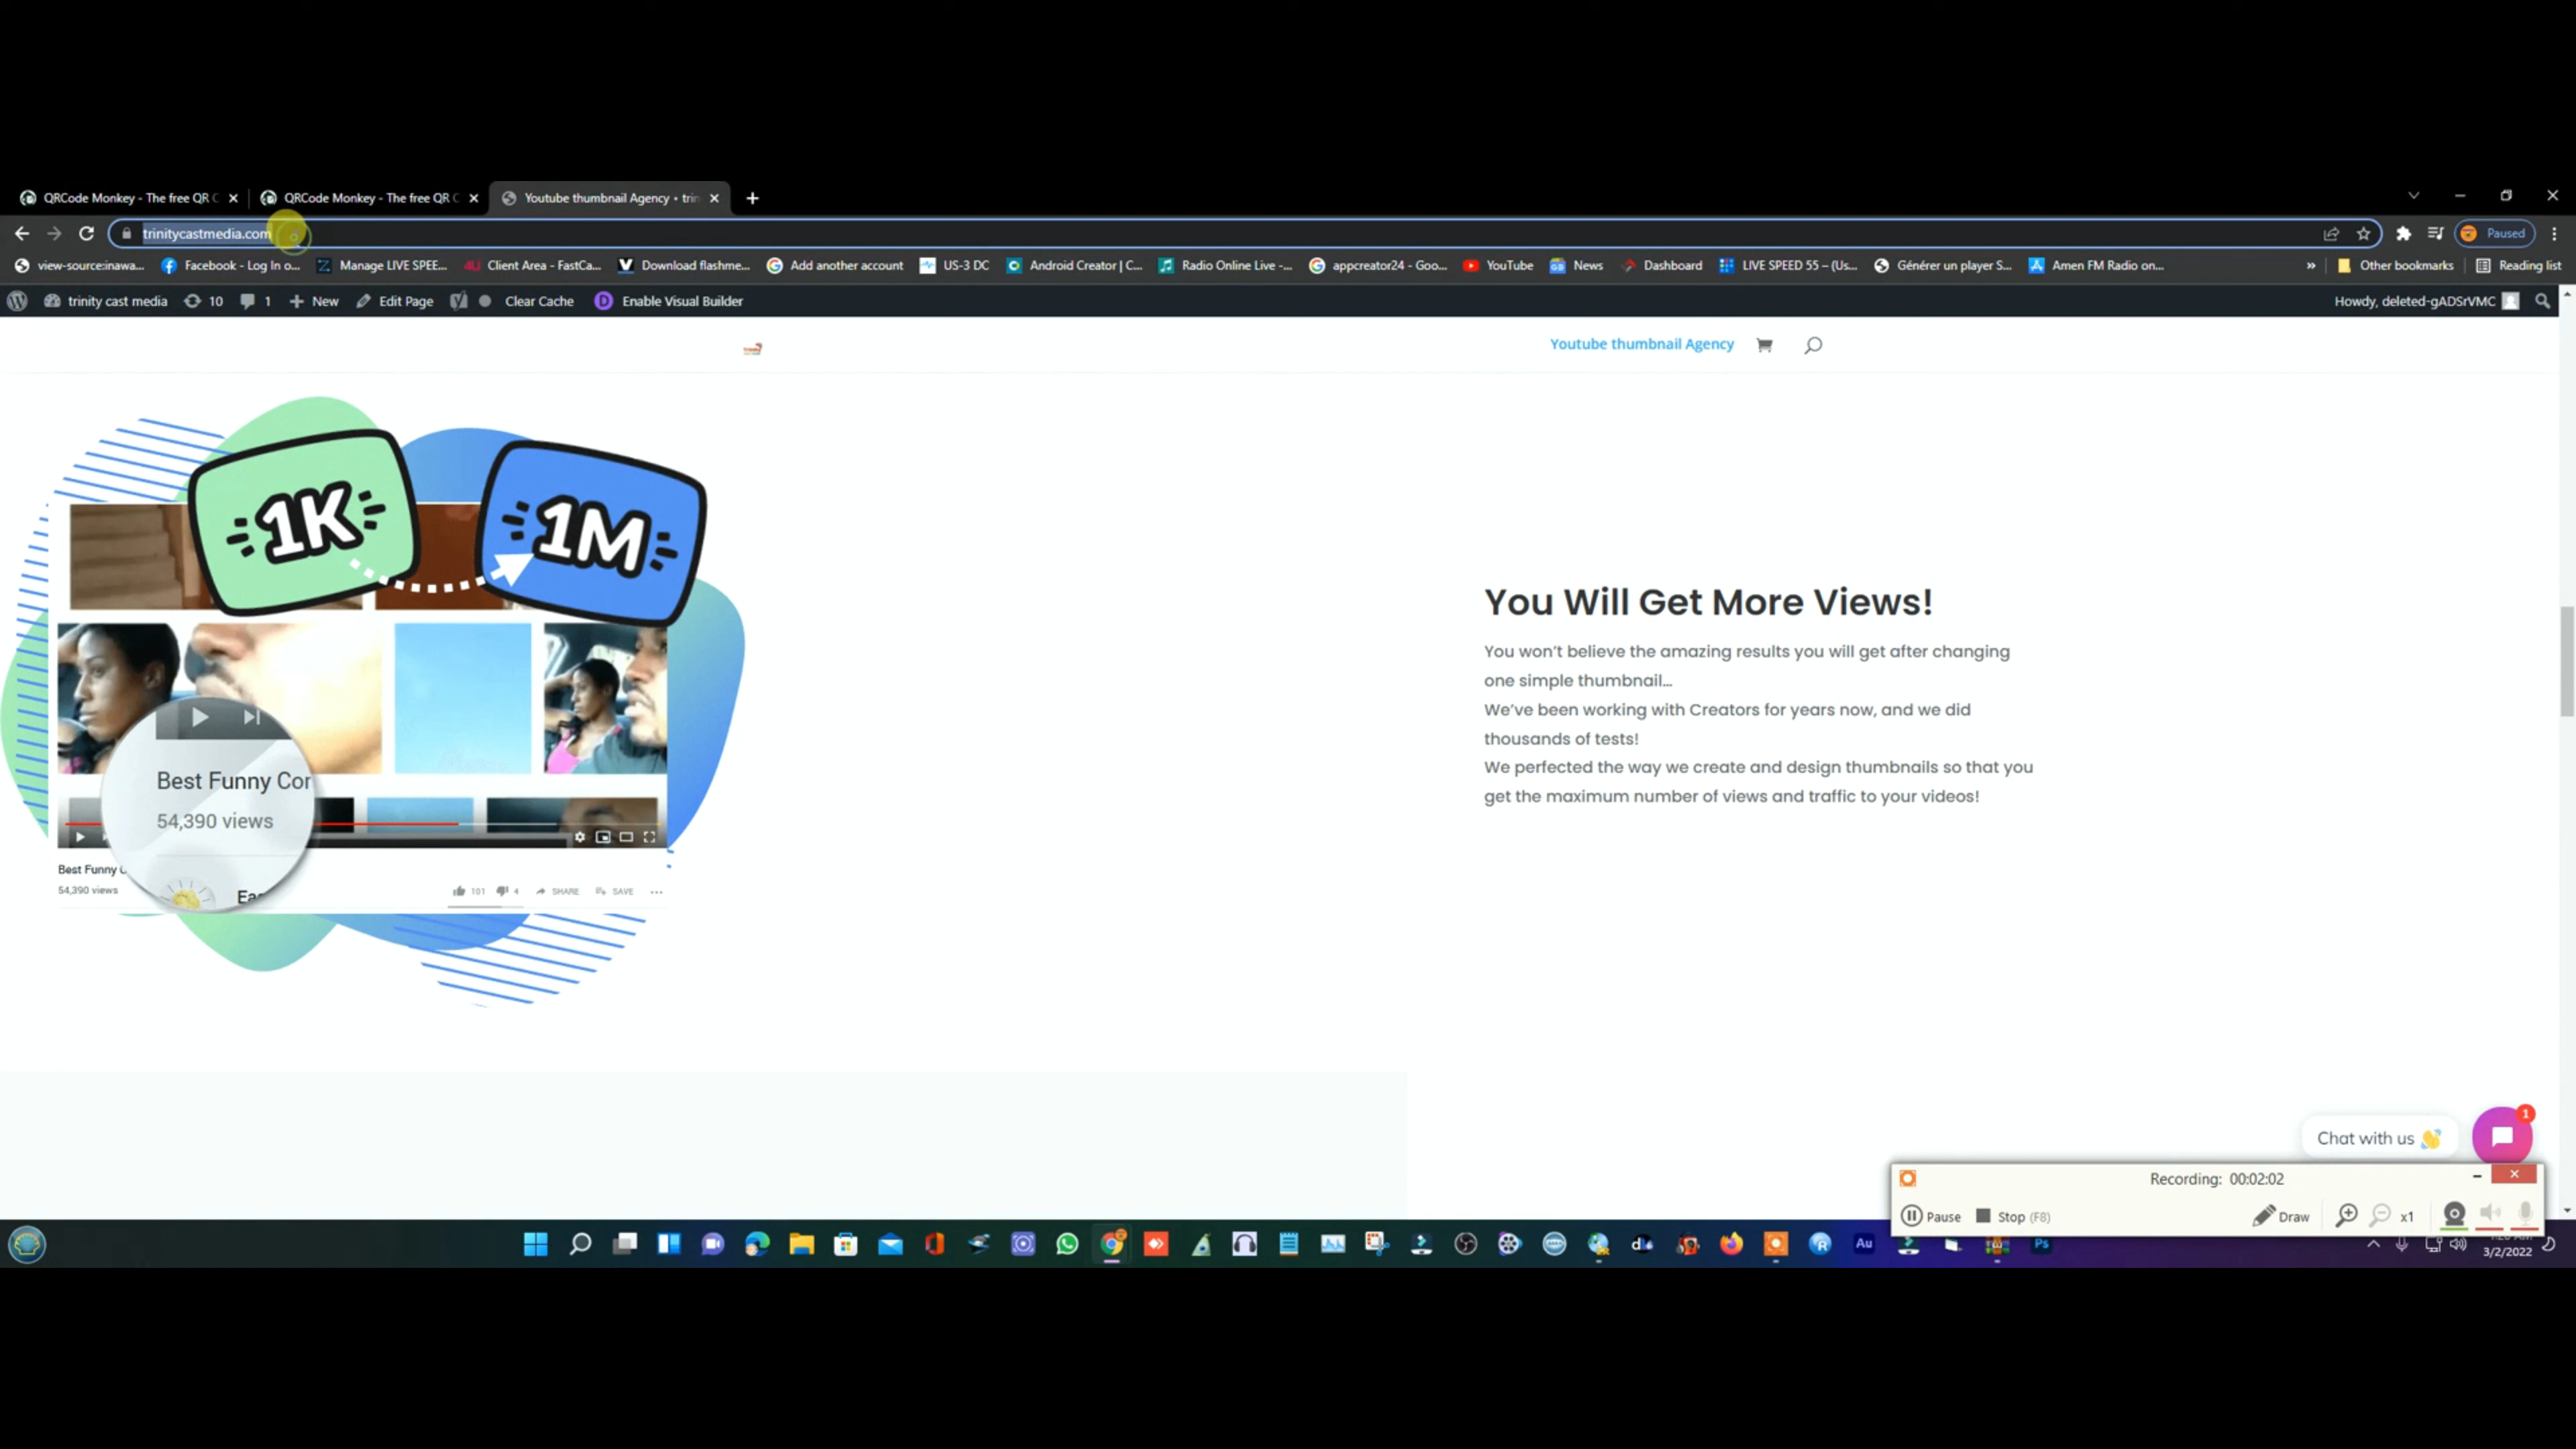 QRCode Monkey - The free QR C
QRCode Monkey - The free QR C
Youtube thumbnail Agency • trin
trinitycastmedia.com
Paused
view-source:inawa...
Facebook - Log In o...
Manage LIVE SPEE...
Client Area - FastCa...
Download flashme...
Add another account
US-3 DC
Android Creator | C...
Radio Online Live -...
appcreator24 - Goo...
YouTube
News
Dashboard
LIVE SPEED 55 – (Us...
Générer un player S...
Amen FM Radio on...
»
Other bookmarks
Reading list
trinity cast media
10
1
New
Edit Page
Clear Cache
Enable Visual Builder
Howdy, deleted-gADSrVMC
Youtube thumbnail Agency
1K
1M
You Will Get More Views!
You won't believe the amazing results you will get after changing
one simple thumbnail...
We've been working with Creators for years now, and we did
thousands of tests!
We perfected the way we create and design thumbnails so that you
get the maximum number of views and traffic to your videos!
Best Funny Cor
54,390 views
Best Funny C
54,390 views
101
4
SHARE
SAVE
Chat with us
1
Recording: 00:02:02
Pause
Stop (F8)
Draw
x1
Au
Ps
3/2/2022